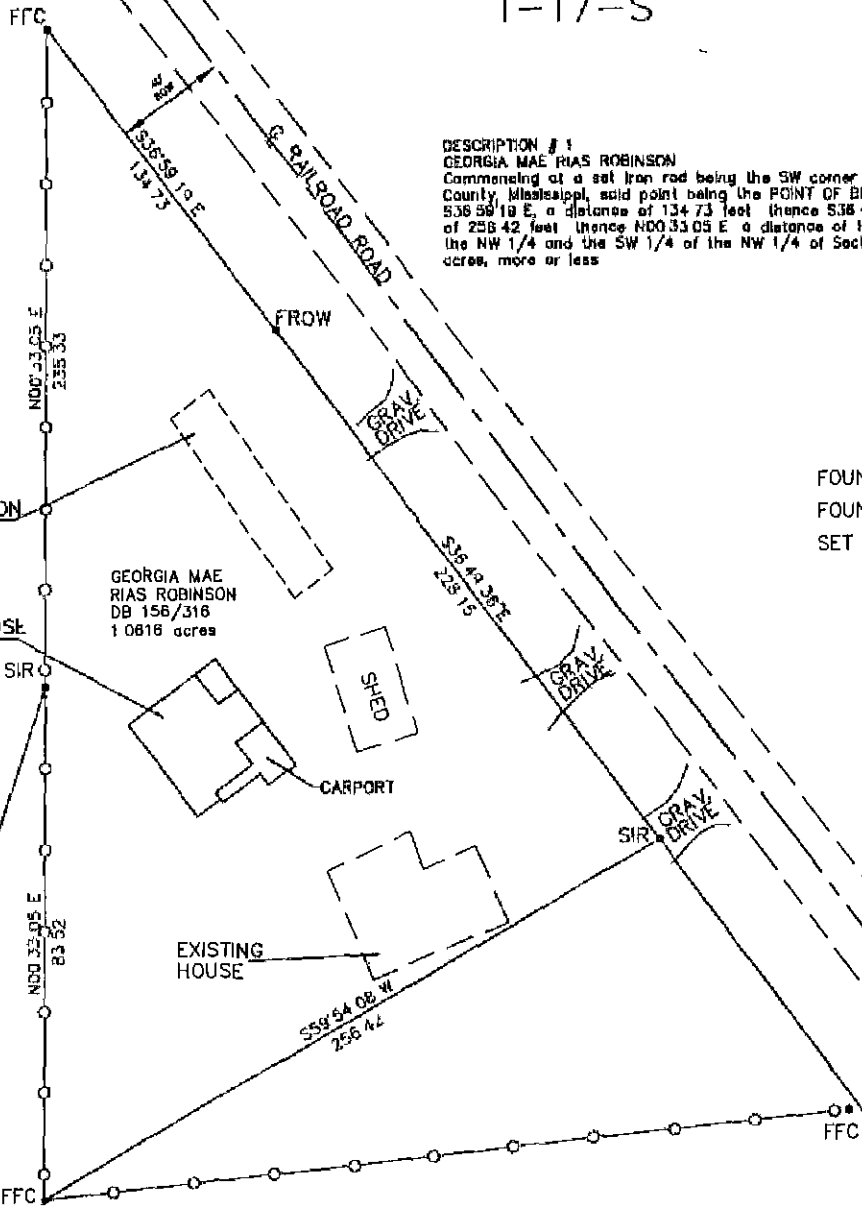 T-17-S
FFC
40'
ROW
S36°59 19 E
134 73
℄ RAILROAD ROAD
DESCRIPTION # 1
GEORGIA MAE RIAS ROBINSON
Commencing at a set iron rod being the SW corner
County, Mississippi, said point being the POINT OF
S36 59'19 E, a distance of 134 73 feet thence S36
of 256 42 feet thence N00 33 05 E a distance of
the NW 1/4 and the SW 1/4 of the NW 1/4 of
acres, more or less
N00°33 05 E
235 33
FROW
GRAV.
DRIVE
FOUN
FOUN
SET
ON
S36 49 36"E
228 15
GEORGIA MAE
RIAS ROBINSON
DB 156/316
1 0616 acres
SE
SIR
SHED
GRAV.
DRIVE
CARPORT
GRAV.
DRIVE
SIR
N00 33 05 E
83 52
EXISTING
HOUSE
S59°54 08 W
256 42
FFC
FFC